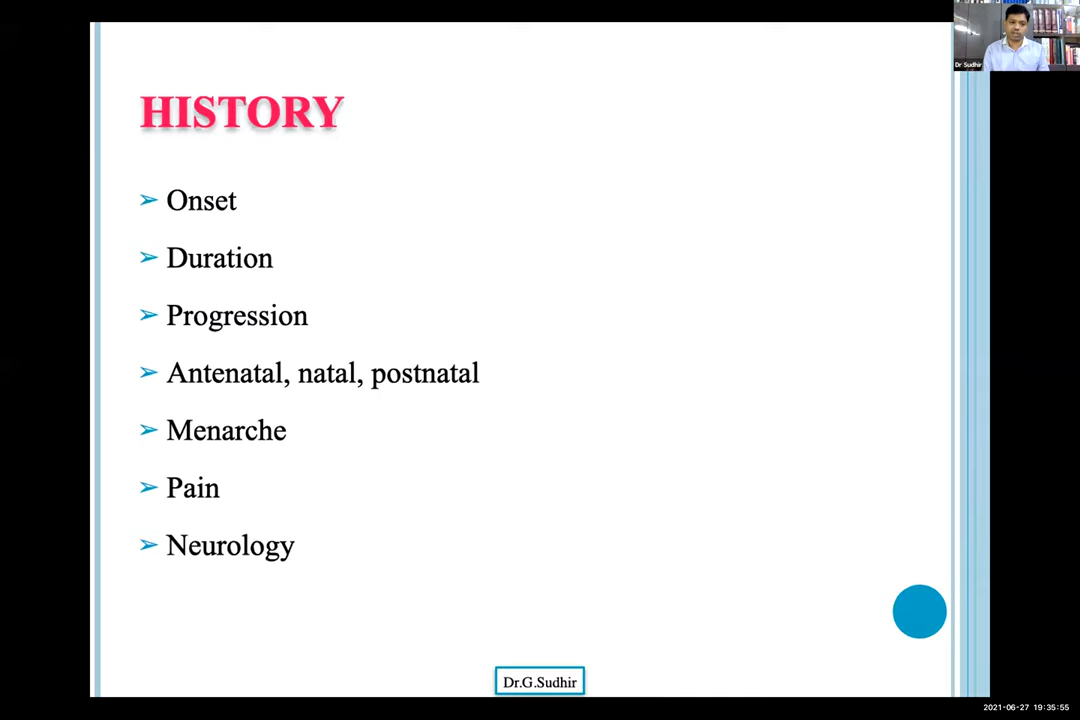 Dr Sudhir
HISTORY
➢ Onset
➢ Duration
➢ Progression
➢ Antenatal, natal, postnatal
➢ Menarche
➢ Pain
➢ Neurology
Dr.G.Sudhir
2021-06-27 19:35:55